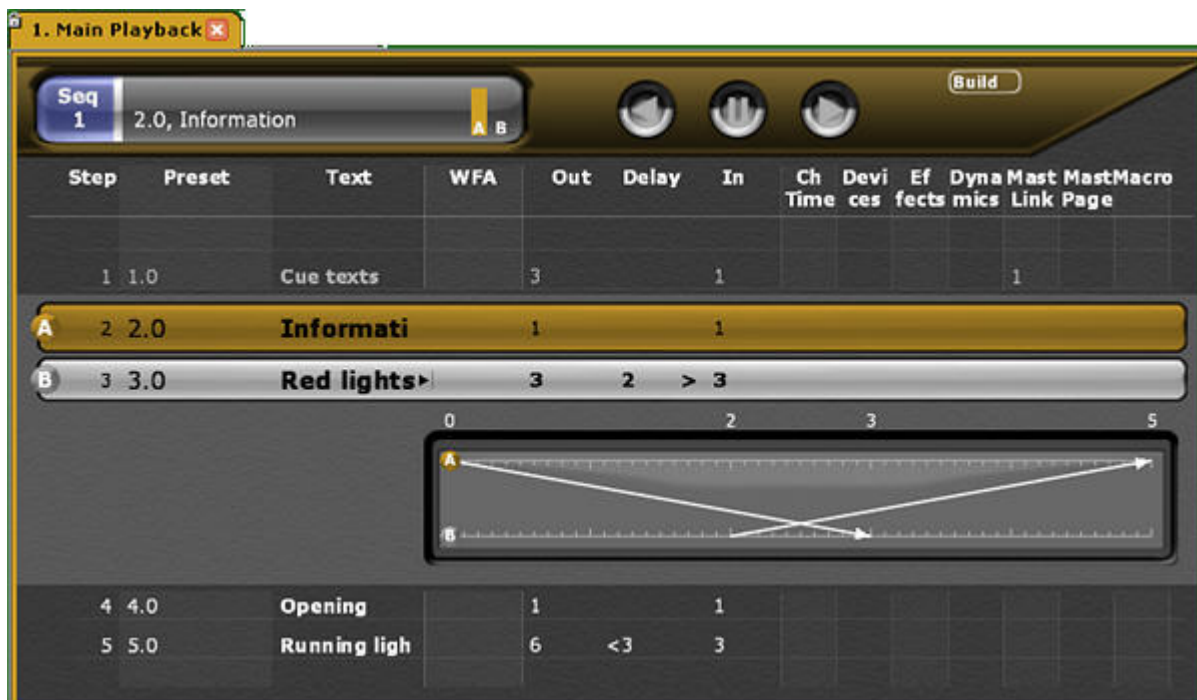 1. Main Playback
Seq 1
2.0, Information
A B
Build
Step Preset Text WFA Out Delay In Ch Time Devi ces Ef fects Dyna mics Mast Link Mast Page Macro
1 1.0 Cue texts 3 1 1
A 2 2.0 Informati 1 1
B 3 3.0 Red lights 3 2 > 3
0 2 3 5
A
B
4 4.0 Opening 1 1
5 5.0 Running ligh 6 <3 3